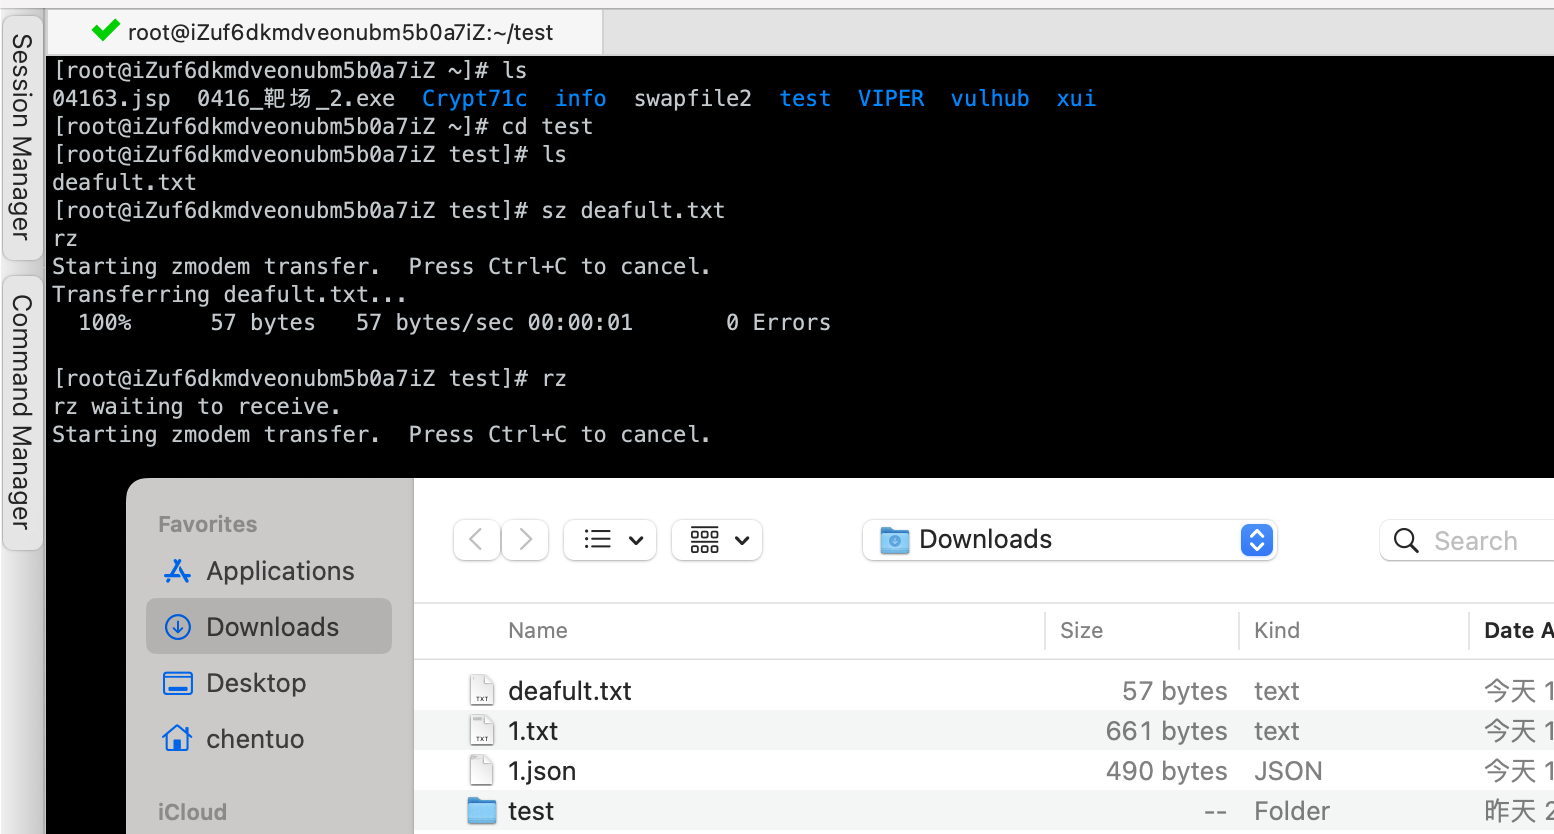 root@iZuf6dkmdveonubm5b0a7iZ:~/test
Session Manager
Command Manager
[root@iZuf6dkmdveonubm5b0a7iZ ~]# ls
04163.jsp 0416_靶场_2.exe Crypt71c info swapfile2 test VIPER vulhub xui
[root@iZuf6dkmdveonubm5b0a7iZ ~]# cd test
[root@iZuf6dkmdveonubm5b0a7iZ test]# ls
deafult.txt
[root@iZuf6dkmdveonubm5b0a7iZ test]# sz deafult.txt
rz
Starting zmodem transfer.  Press Ctrl+C to cancel.
Transferring deafult.txt...
100% 57 bytes 57 bytes/sec 00:00:01 0 Errors
[root@iZuf6dkmdveonubm5b0a7iZ test]# rz
rz waiting to receive.
Starting zmodem transfer.  Press Ctrl+C to cancel.
Favorites
Applications
Downloads
Desktop
chentuo
iCloud
Downloads
Search
Name Size Kind Date A
TXT deafult.txt 57 bytes text 今天 1
TXT 1.txt 661 bytes text 今天 1
1.json 490 bytes JSON 今天 1
test -- Folder 昨天 2